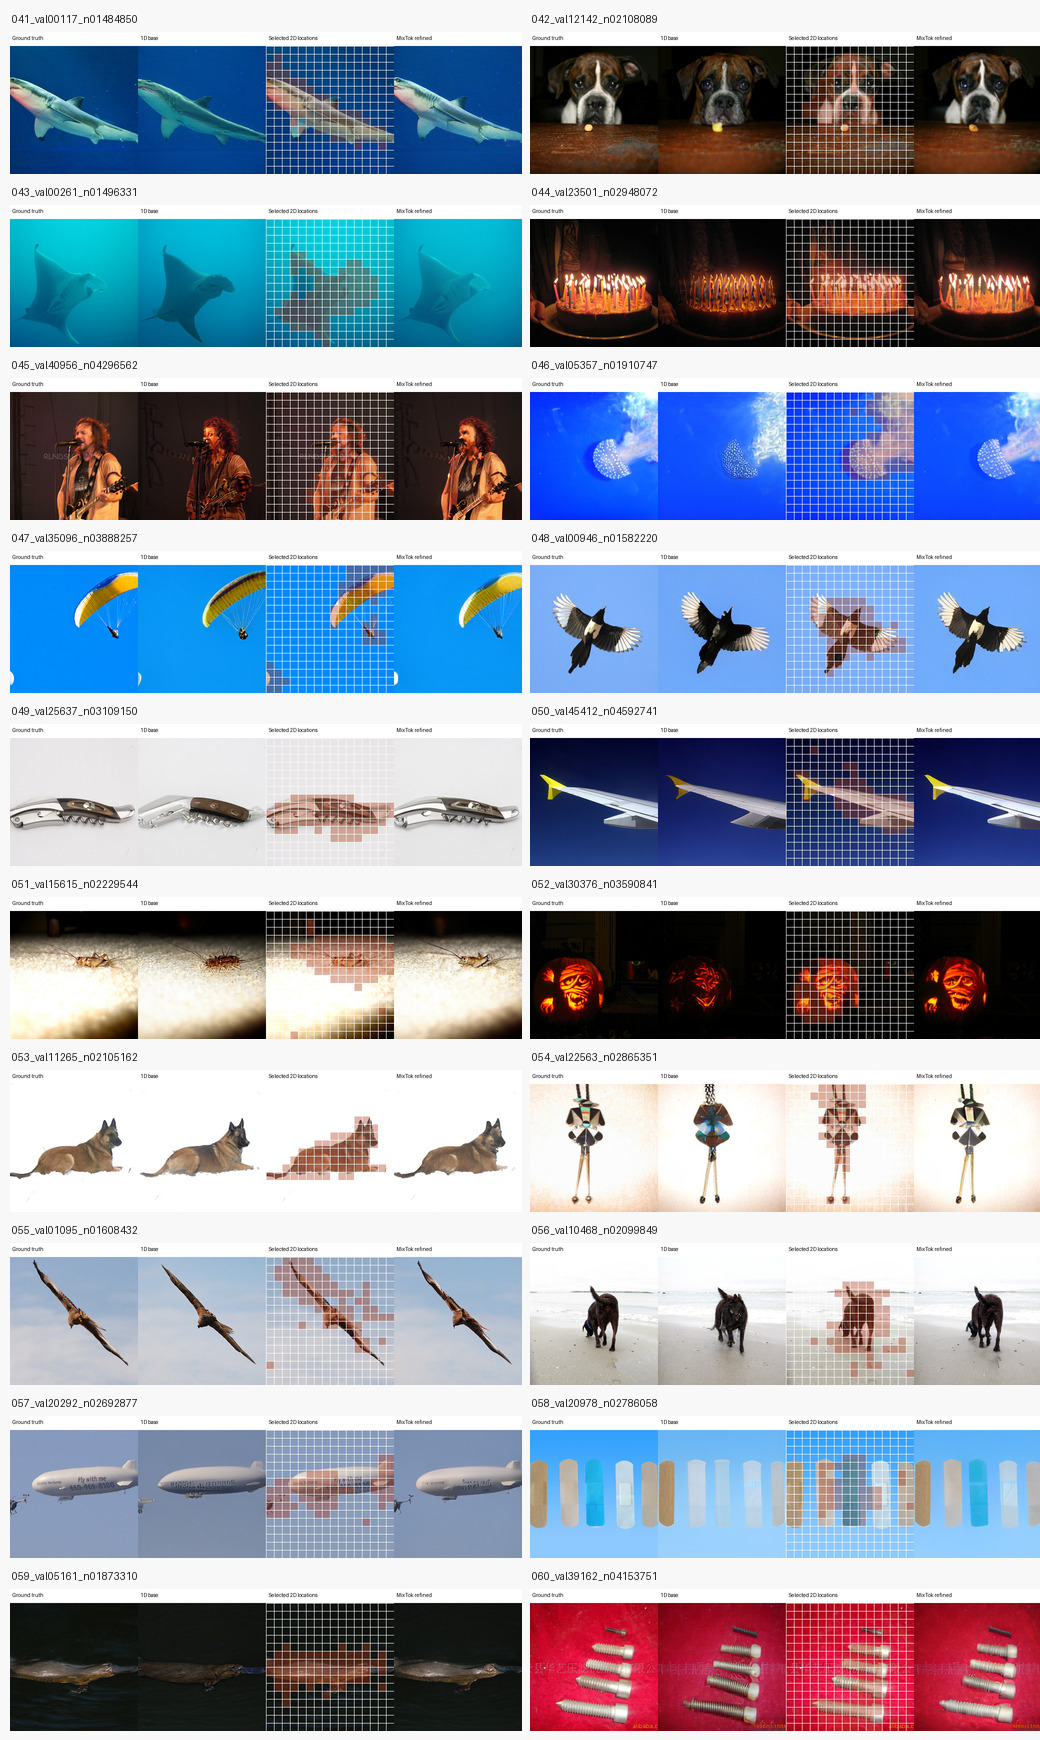 041_val00117_n01484850
Ground truth 1D base Selected 2D locations MixTok refined
042_val12142_n02108089
Ground truth 1D base Selected 2D locations MixTok refined
043_val00261_n01496331
Ground truth 1D base Selected 2D locations MixTok refined
044_val23501_n02948072
Ground truth 1D base Selected 2D locations MixTok refined
045_val40956_n04296562
Ground truth 1D base Selected 2D locations MixTok refined
046_val05357_n01910747
Ground truth 1D base Selected 2D locations MixTok refined
047_val35096_n03888257
Ground truth 1D base Selected 2D locations MixTok refined
048_val00946_n01582220
Ground truth 1D base Selected 2D locations MixTok refined
049_val25637_n03109150
Ground truth 1D base Selected 2D locations MixTok refined
050_val45412_n04592741
Ground truth 1D base Selected 2D locations MixTok refined
051_val15615_n02229544
Ground truth 1D base Selected 2D locations MixTok refined
052_val30376_n03590841
Ground truth 1D base Selected 2D locations MixTok refined
053_val11265_n02105162
Ground truth 1D base Selected 2D locations MixTok refined
054_val22563_n02865351
Ground truth 1D base Selected 2D locations MixTok refined
055_val01095_n01608432
Ground truth 1D base Selected 2D locations MixTok refined
056_val10468_n02099849
Ground truth 1D base Selected 2D locations MixTok refined
057_val20292_n02692877
Ground truth 1D base Selected 2D locations MixTok refined
Fly with me
058_val20978_n02786058
Ground truth 1D base Selected 2D locations MixTok refined
059_val05161_n01873310
Ground truth 1D base Selected 2D locations MixTok refined
060_val39162_n04153751
Ground truth 1D base Selected 2D locations MixTok refined